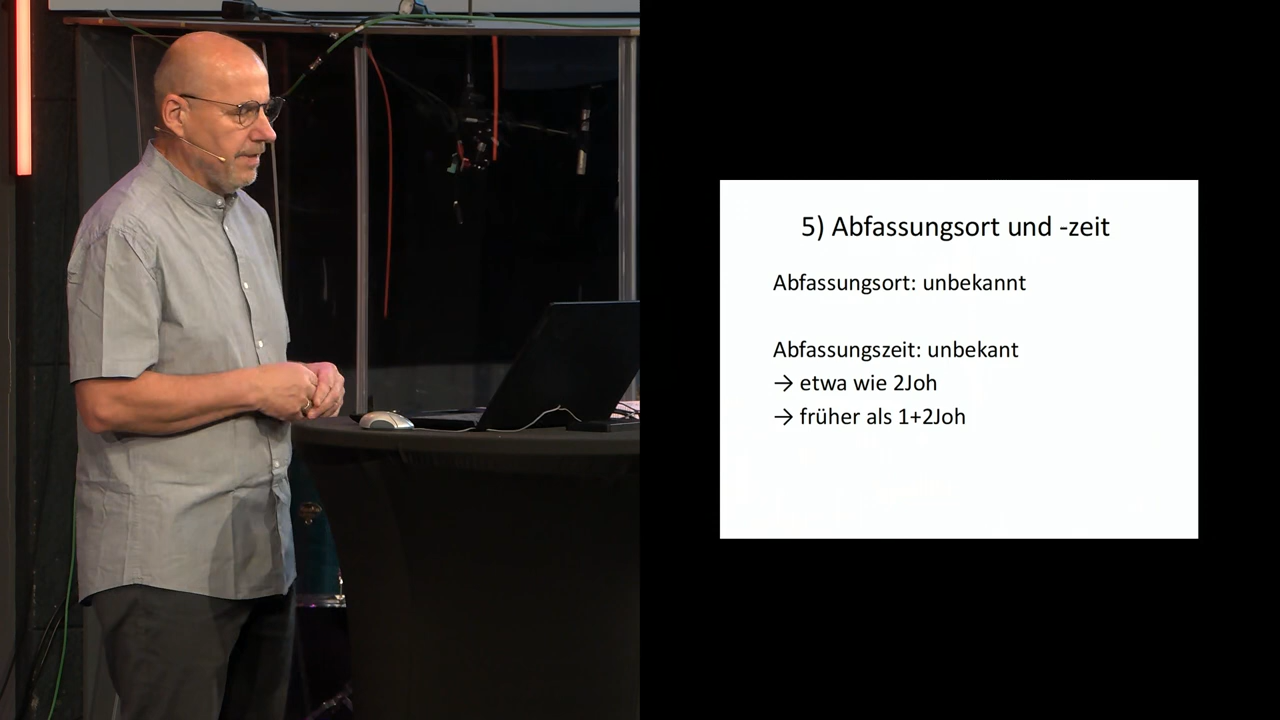 5) Abfassungsort und -zeit
Abfassungsort: unbekannt
Abfassungszeit: unbekant
→ etwa wie 2Joh
→ früher als 1+2Joh